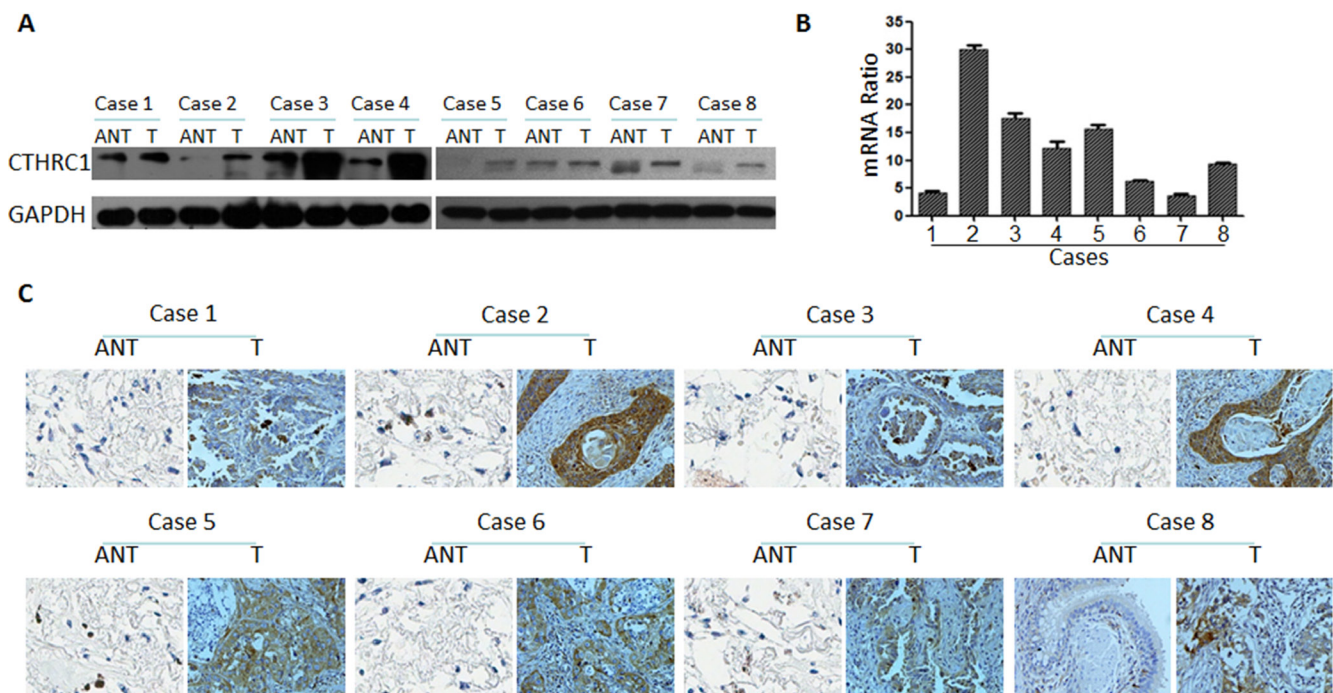 A
Case 1 Case 2 Case 3 Case 4 Case 5 Case 6 Case 7 Case 8
ANT T ANT T ANT T ANT T ANT T ANT T ANT T ANT T
CTHRC1
GAPDH
B
mRNA Ratio
35
30
25
20
15
10
5
0
1 2 3 4 5 6 7 8
Cases
C
Case 1 Case 2 Case 3 Case 4
ANT T ANT T ANT T ANT T
Case 5 Case 6 Case 7 Case 8
ANT T ANT T ANT T ANT T